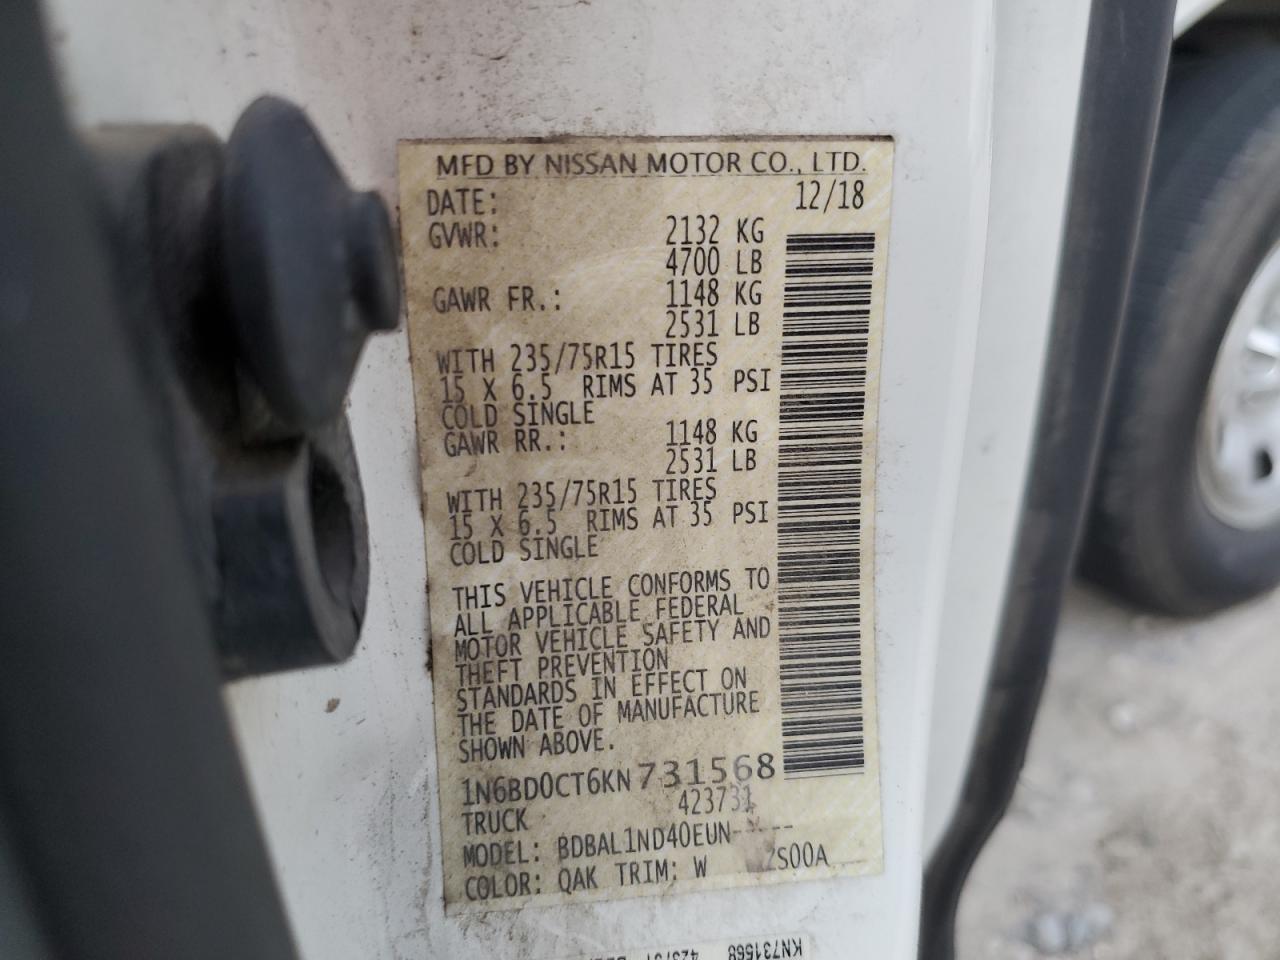 MFD BY NISSAN MOTOR CO., LTD.
DATE: 12/18
GVWR: 2132 KG
4700 LB
GAWR FR.: 1148 KG
2531 LB
WITH 235/75R15 TIRES
15 X 6.5 RIMS AT 35 PSI
COLD SINGLE
GAWR RR.: 1148 KG
2531 LB
WITH 235/75R15 TIRES
15 X 6.5 RIMS AT 35 PSI
COLD SINGLE
THIS VEHICLE CONFORMS TO
ALL APPLICABLE FEDERAL
MOTOR VEHICLE SAFETY AND
THEFT PREVENTION
STANDARDS IN EFFECT ON
THE DATE OF MANUFACTURE
SHOWN ABOVE.
1N6BD0CT6KN731568
TRUCK 423731
MODEL: BDBAL1ND40EUN-----
COLOR: QAK TRIM: W
KN731568 423731